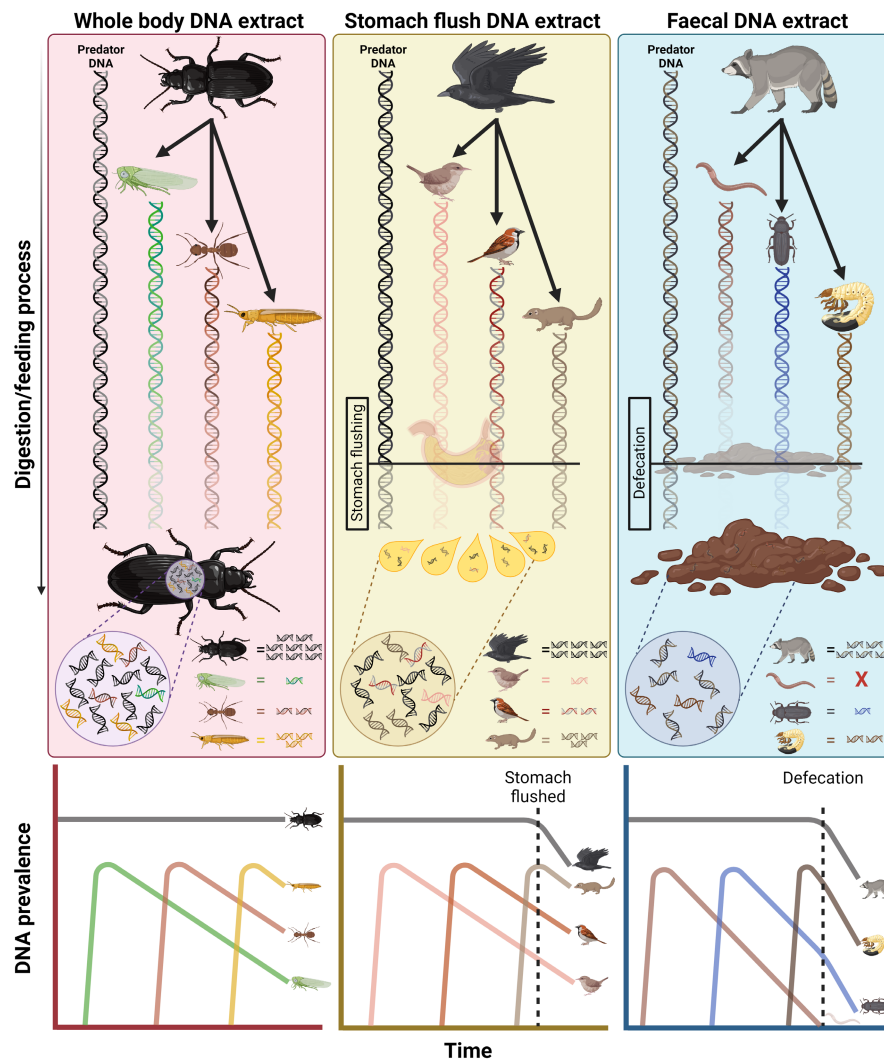 Whole body DNA extract
Stomach flush DNA extract
Faecal DNA extract
Predator
DNA
Predator
DNA
Predator
DNA
Digestion/feeding process
Stomach flushing
Defecation
=
=
=
=
=
=
=
=
=
= X
=
=
Stomach
flushed
Defecation
DNA prevalence
Time